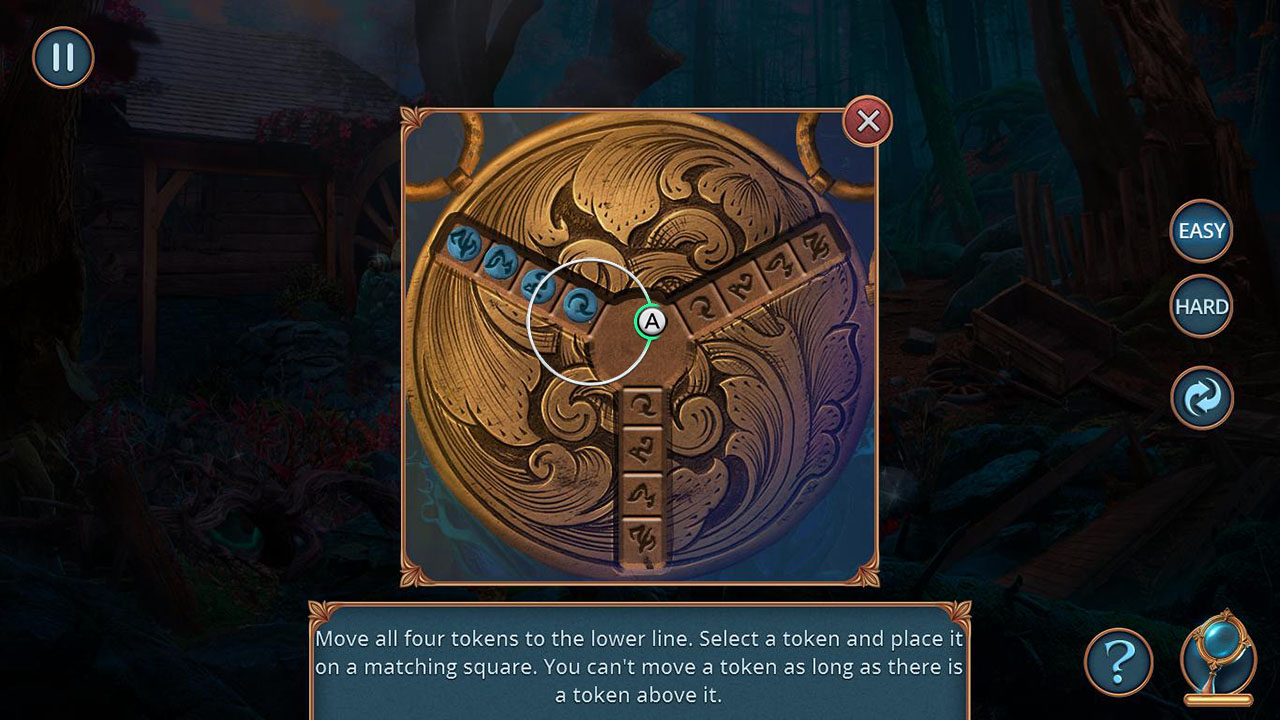 EASY
A
HARD
Move all four tokens to the lower line. Select a token and place it
on a matching square. You can't move a token as long as there is
a token above it.
?